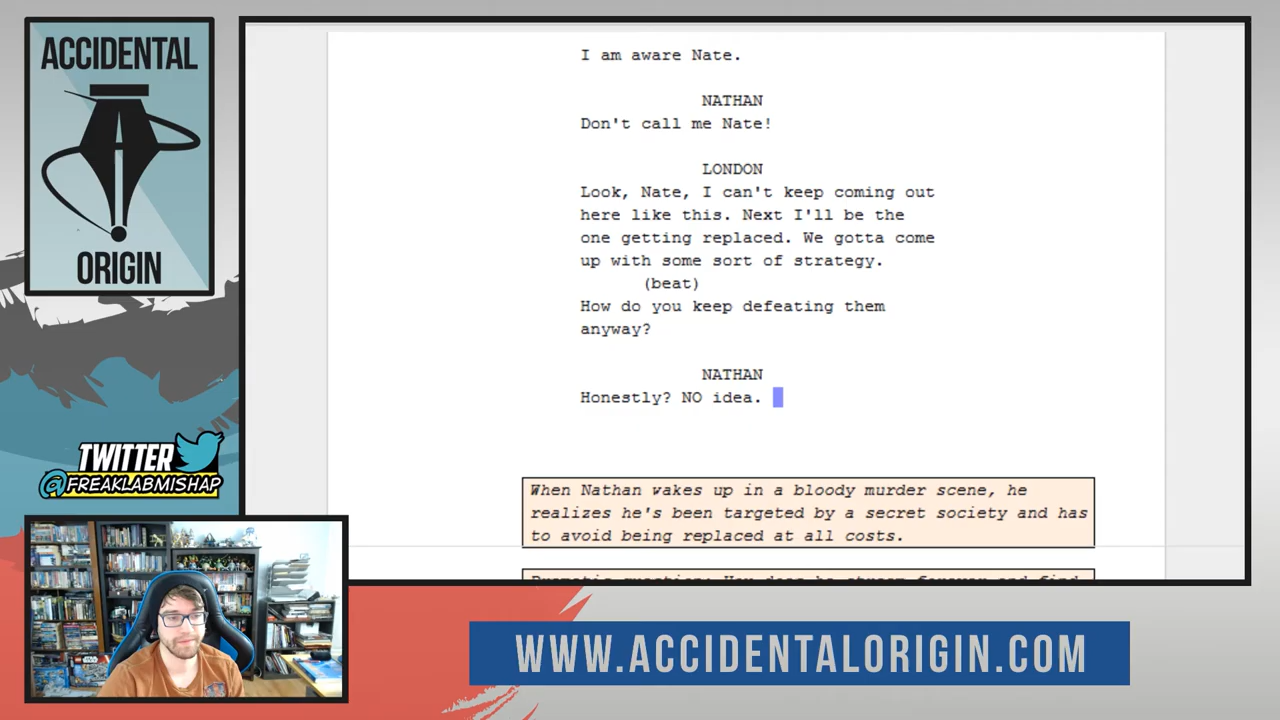 ACCIDENTAL
ORIGIN
I am aware Nate.
NATHAN
Don't call me Nate!
LONDON
Look, Nate, I can't keep coming out
here like this. Next I'll be the
one getting replaced. We gotta come
up with some sort of strategy.
(beat)
How do you keep defeating them
anyway?
NATHAN
Honestly? NO idea.
When Nathan wakes up in a bloody murder scene, he
realizes he's been targeted by a secret society and has
to avoid being replaced at all costs.
TWITTER
@FREAKLABMISHAP
WWW.ACCIDENTALORIGIN.COM